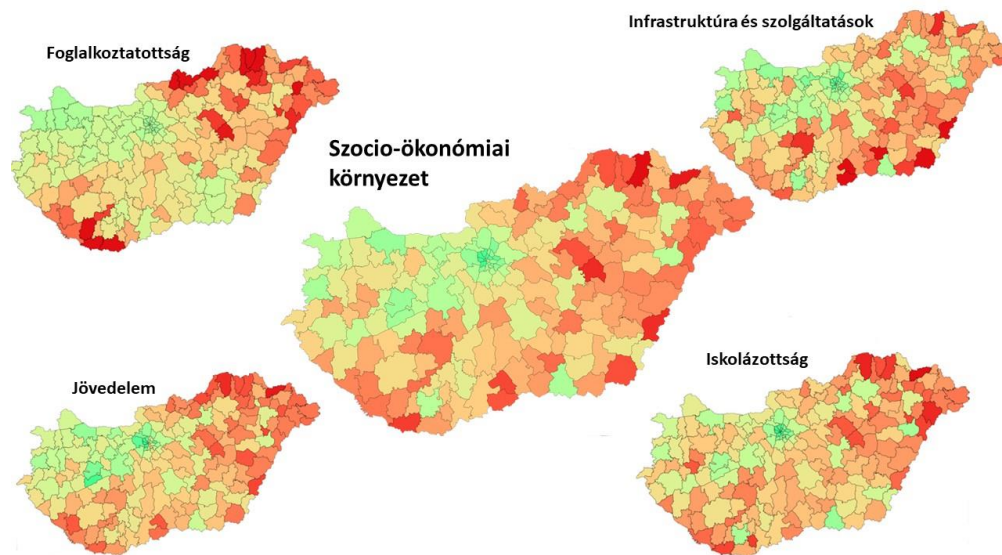 Foglalkoztatottság
Infrastruktúra és szolgáltatások
Szocio-ökonómiai
környezet
Jövedelem
Iskolázottság